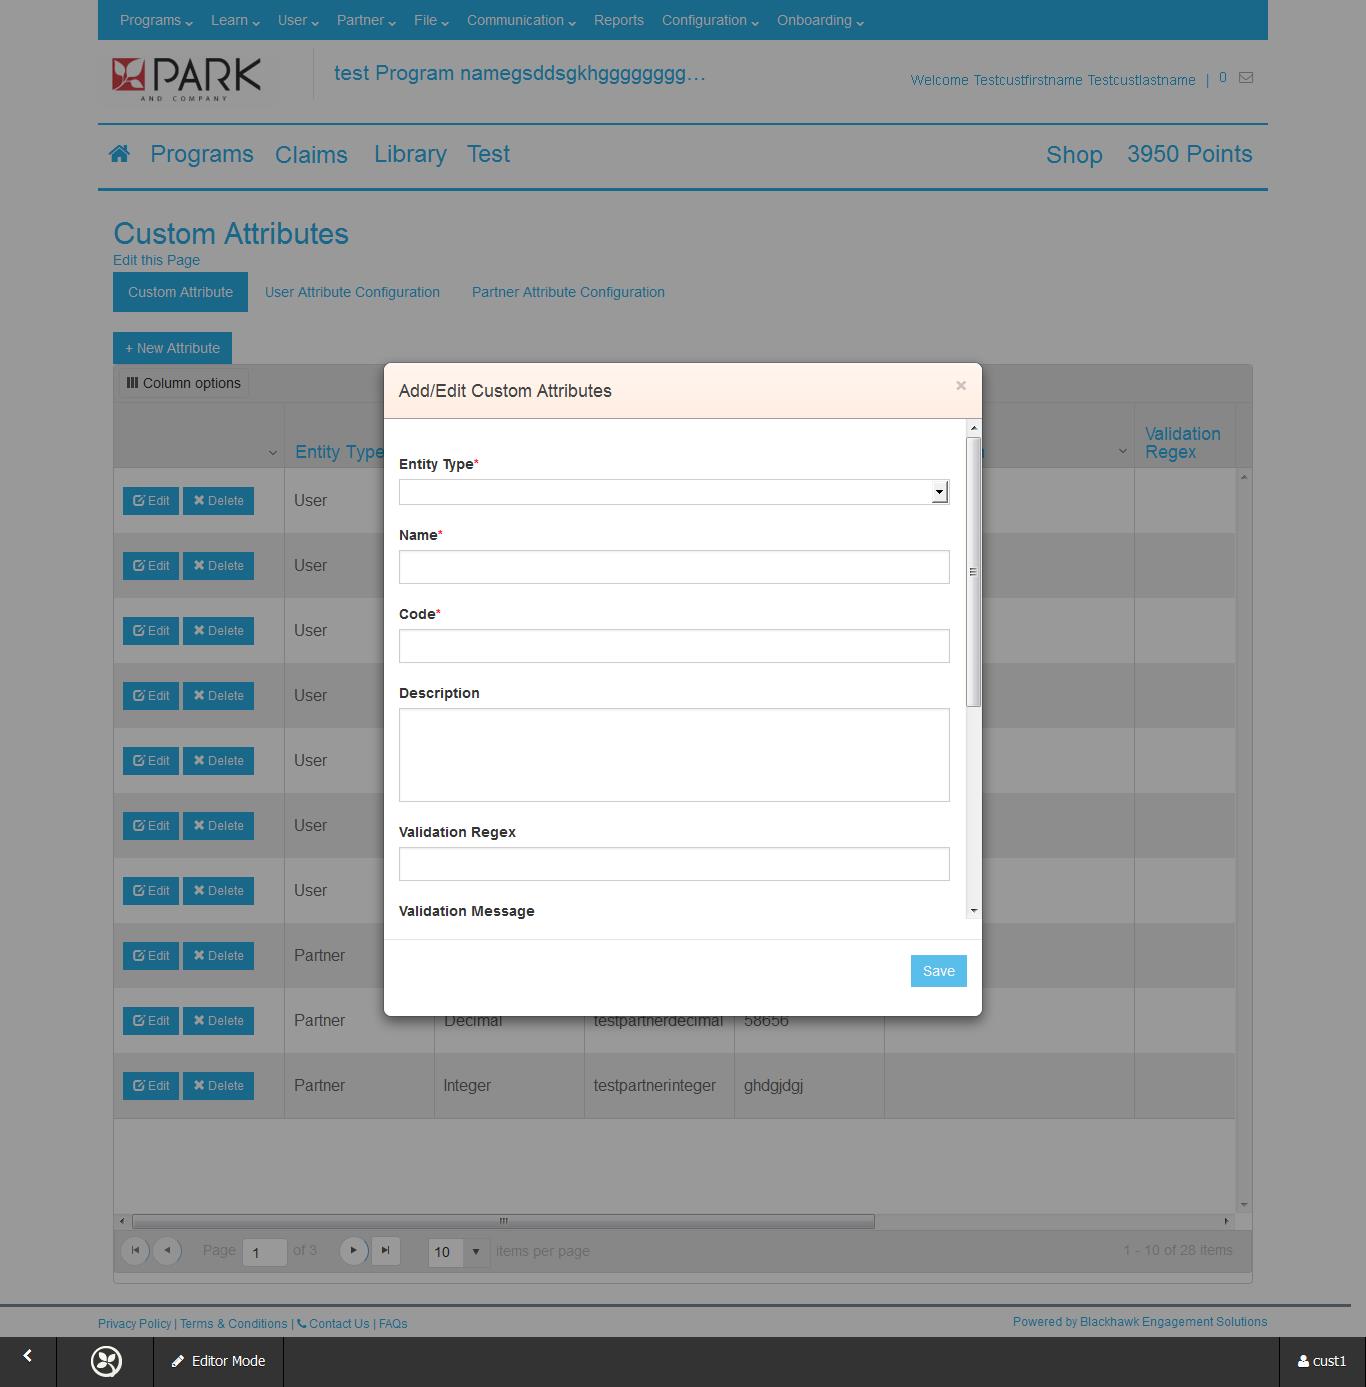 Programs Learn User Partner File Communication Reports Configuration Onboarding
PARK
AND COMPANY
test Program namegsddsgkhggggggggg…
Welcome Testcustfirstname Testcustlastname | 0
Programs Claims Library Test Shop 3950 Points
Custom Attributes
Edit this Page
Custom Attribute User Attribute Configuration Partner Attribute Configuration
+ New Attribute
Column options
Entity Type Validation Regex
Edit Delete User
Edit Delete User
Edit Delete User
Edit Delete User
Edit Delete User
Edit Delete User
Edit Delete User
Edit Delete Partner
Edit Delete Partner Decimal testpartnerdecimal 58656
Edit Delete Partner Integer testpartnerinteger ghdgjdgj
Add/Edit Custom Attributes ×
Entity Type*
Name*
Code*
Description
Validation Regex
Validation Message
Save
Page 1 of 3 10 items per page 1 - 10 of 28 items
Privacy Policy | Terms & Conditions | Contact Us | FAQs
Powered by Blackhawk Engagement Solutions
Editor Mode cust1